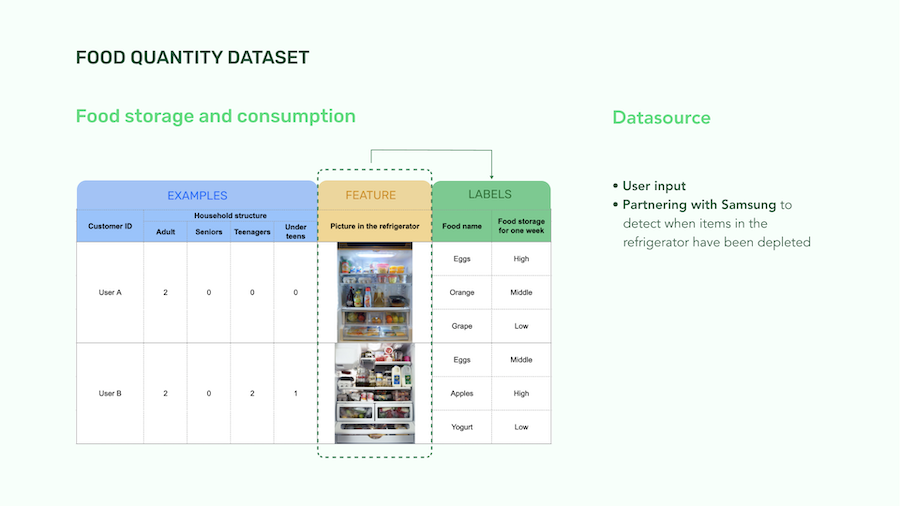 FOOD QUANTITY DATASET
Food storage and consumption
EXAMPLES
FEATURE
LABELS
Customer ID
Household structure
Adult
Seniors
Teenagers
Under
teens
Picture in the refrigerator
Food name
Food storage
for one week
User A
2
0
0
0
Eggs
High
Orange
Middle
Grape
Low
User B
2
0
2
1
Eggs
Middle
Apples
High
Yogurt
Low
Datasource
• User input
• Partnering with Samsung to
detect when items in the
refrigerator have been depleted